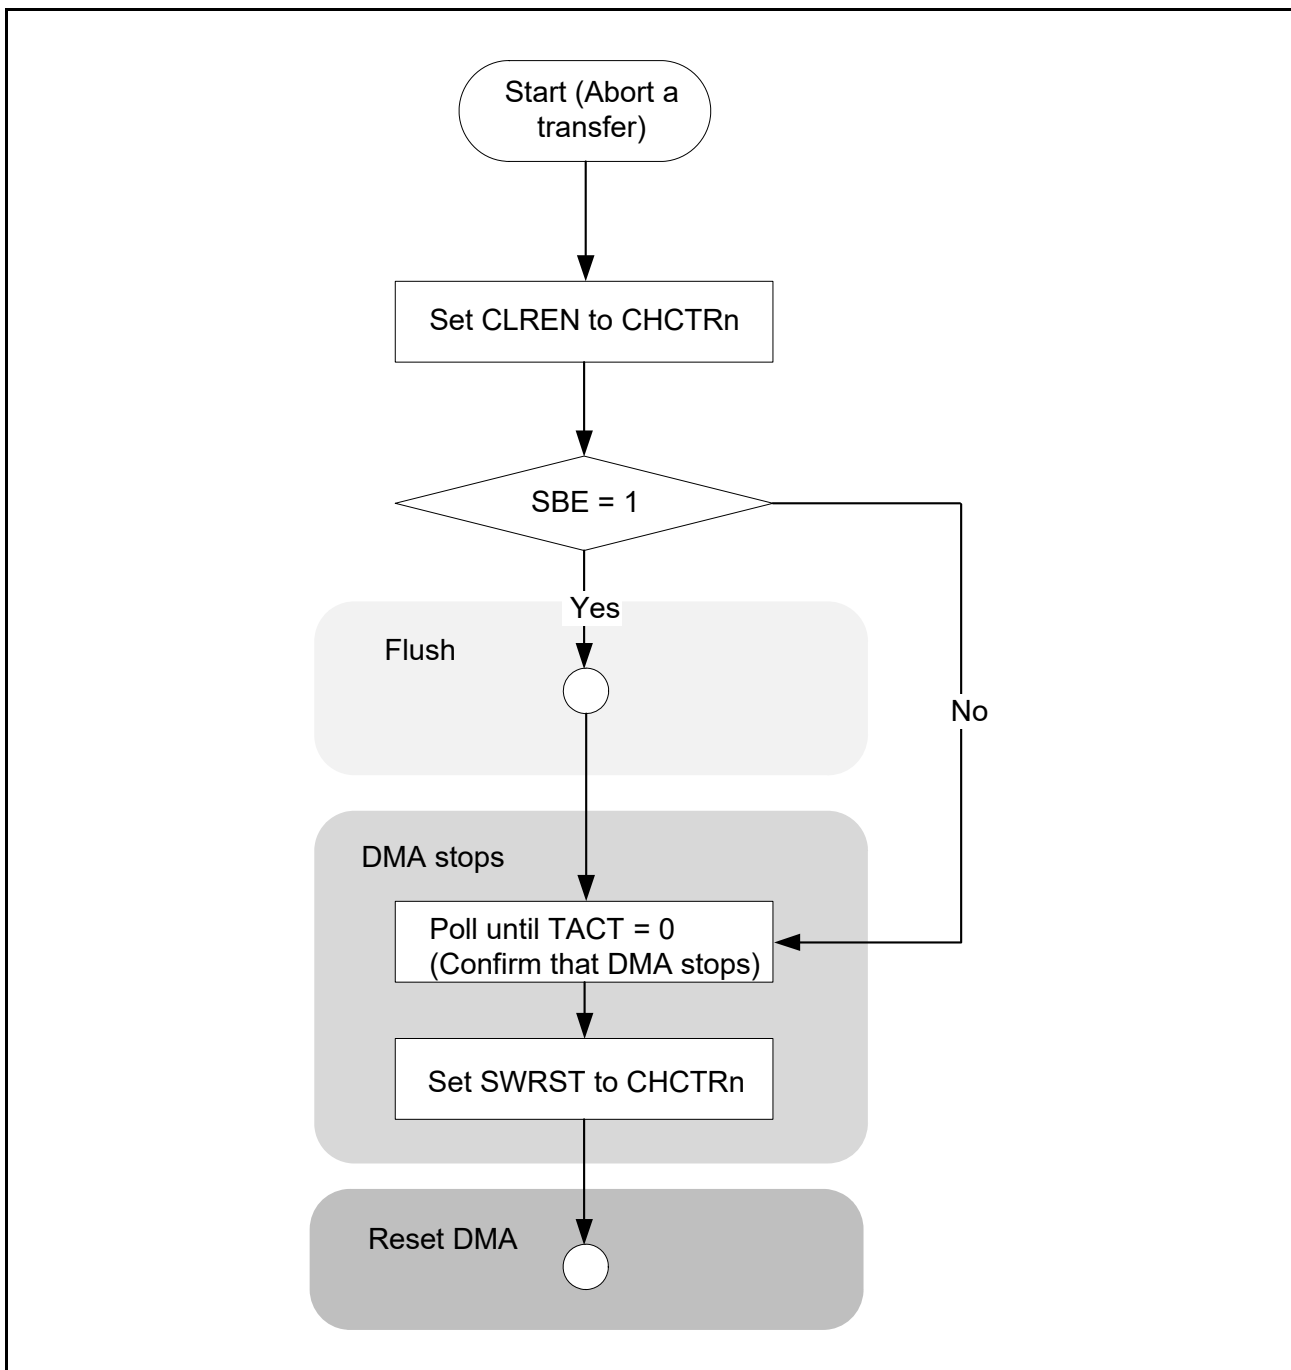 Start (Abort a
transfer)
Set CLREN to CHCTRn
SBE = 1
Yes
Flush
No
DMA stops
Poll until TACT = 0
(Confirm that DMA stops)
Set SWRST to CHCTRn
Reset DMA